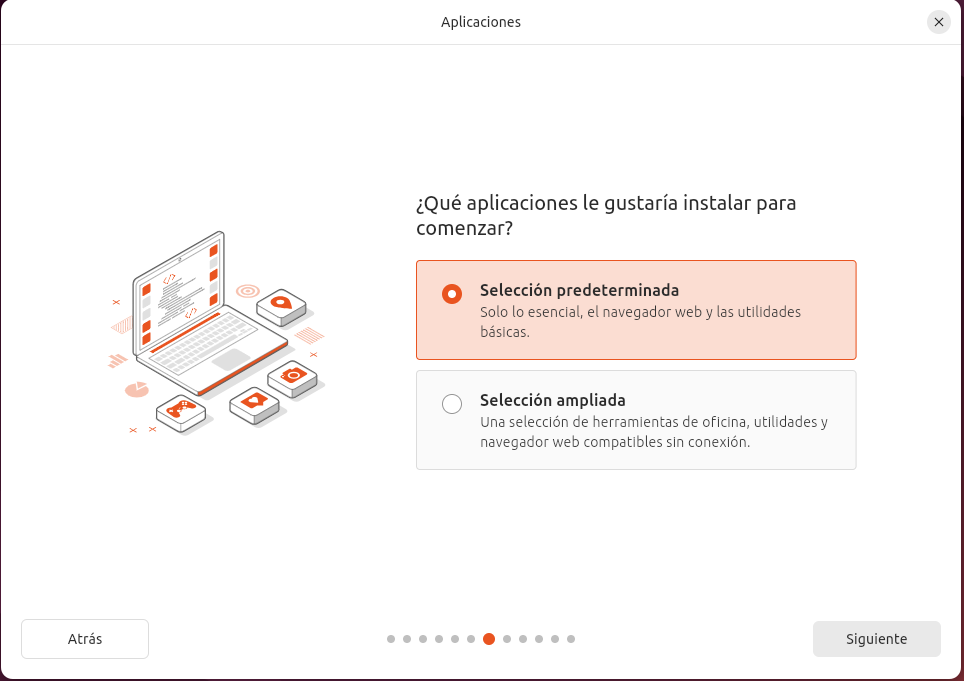 Aplicaciones
¿Qué aplicaciones le gustaría instalar para
comenzar?
Selección predeterminada
Solo lo esencial, el navegador web y las utilidades
básicas.
Selección ampliada
Una selección de herramientas de oficina, utilidades y
navegador web compatibles sin conexión.
Atrás
Siguiente